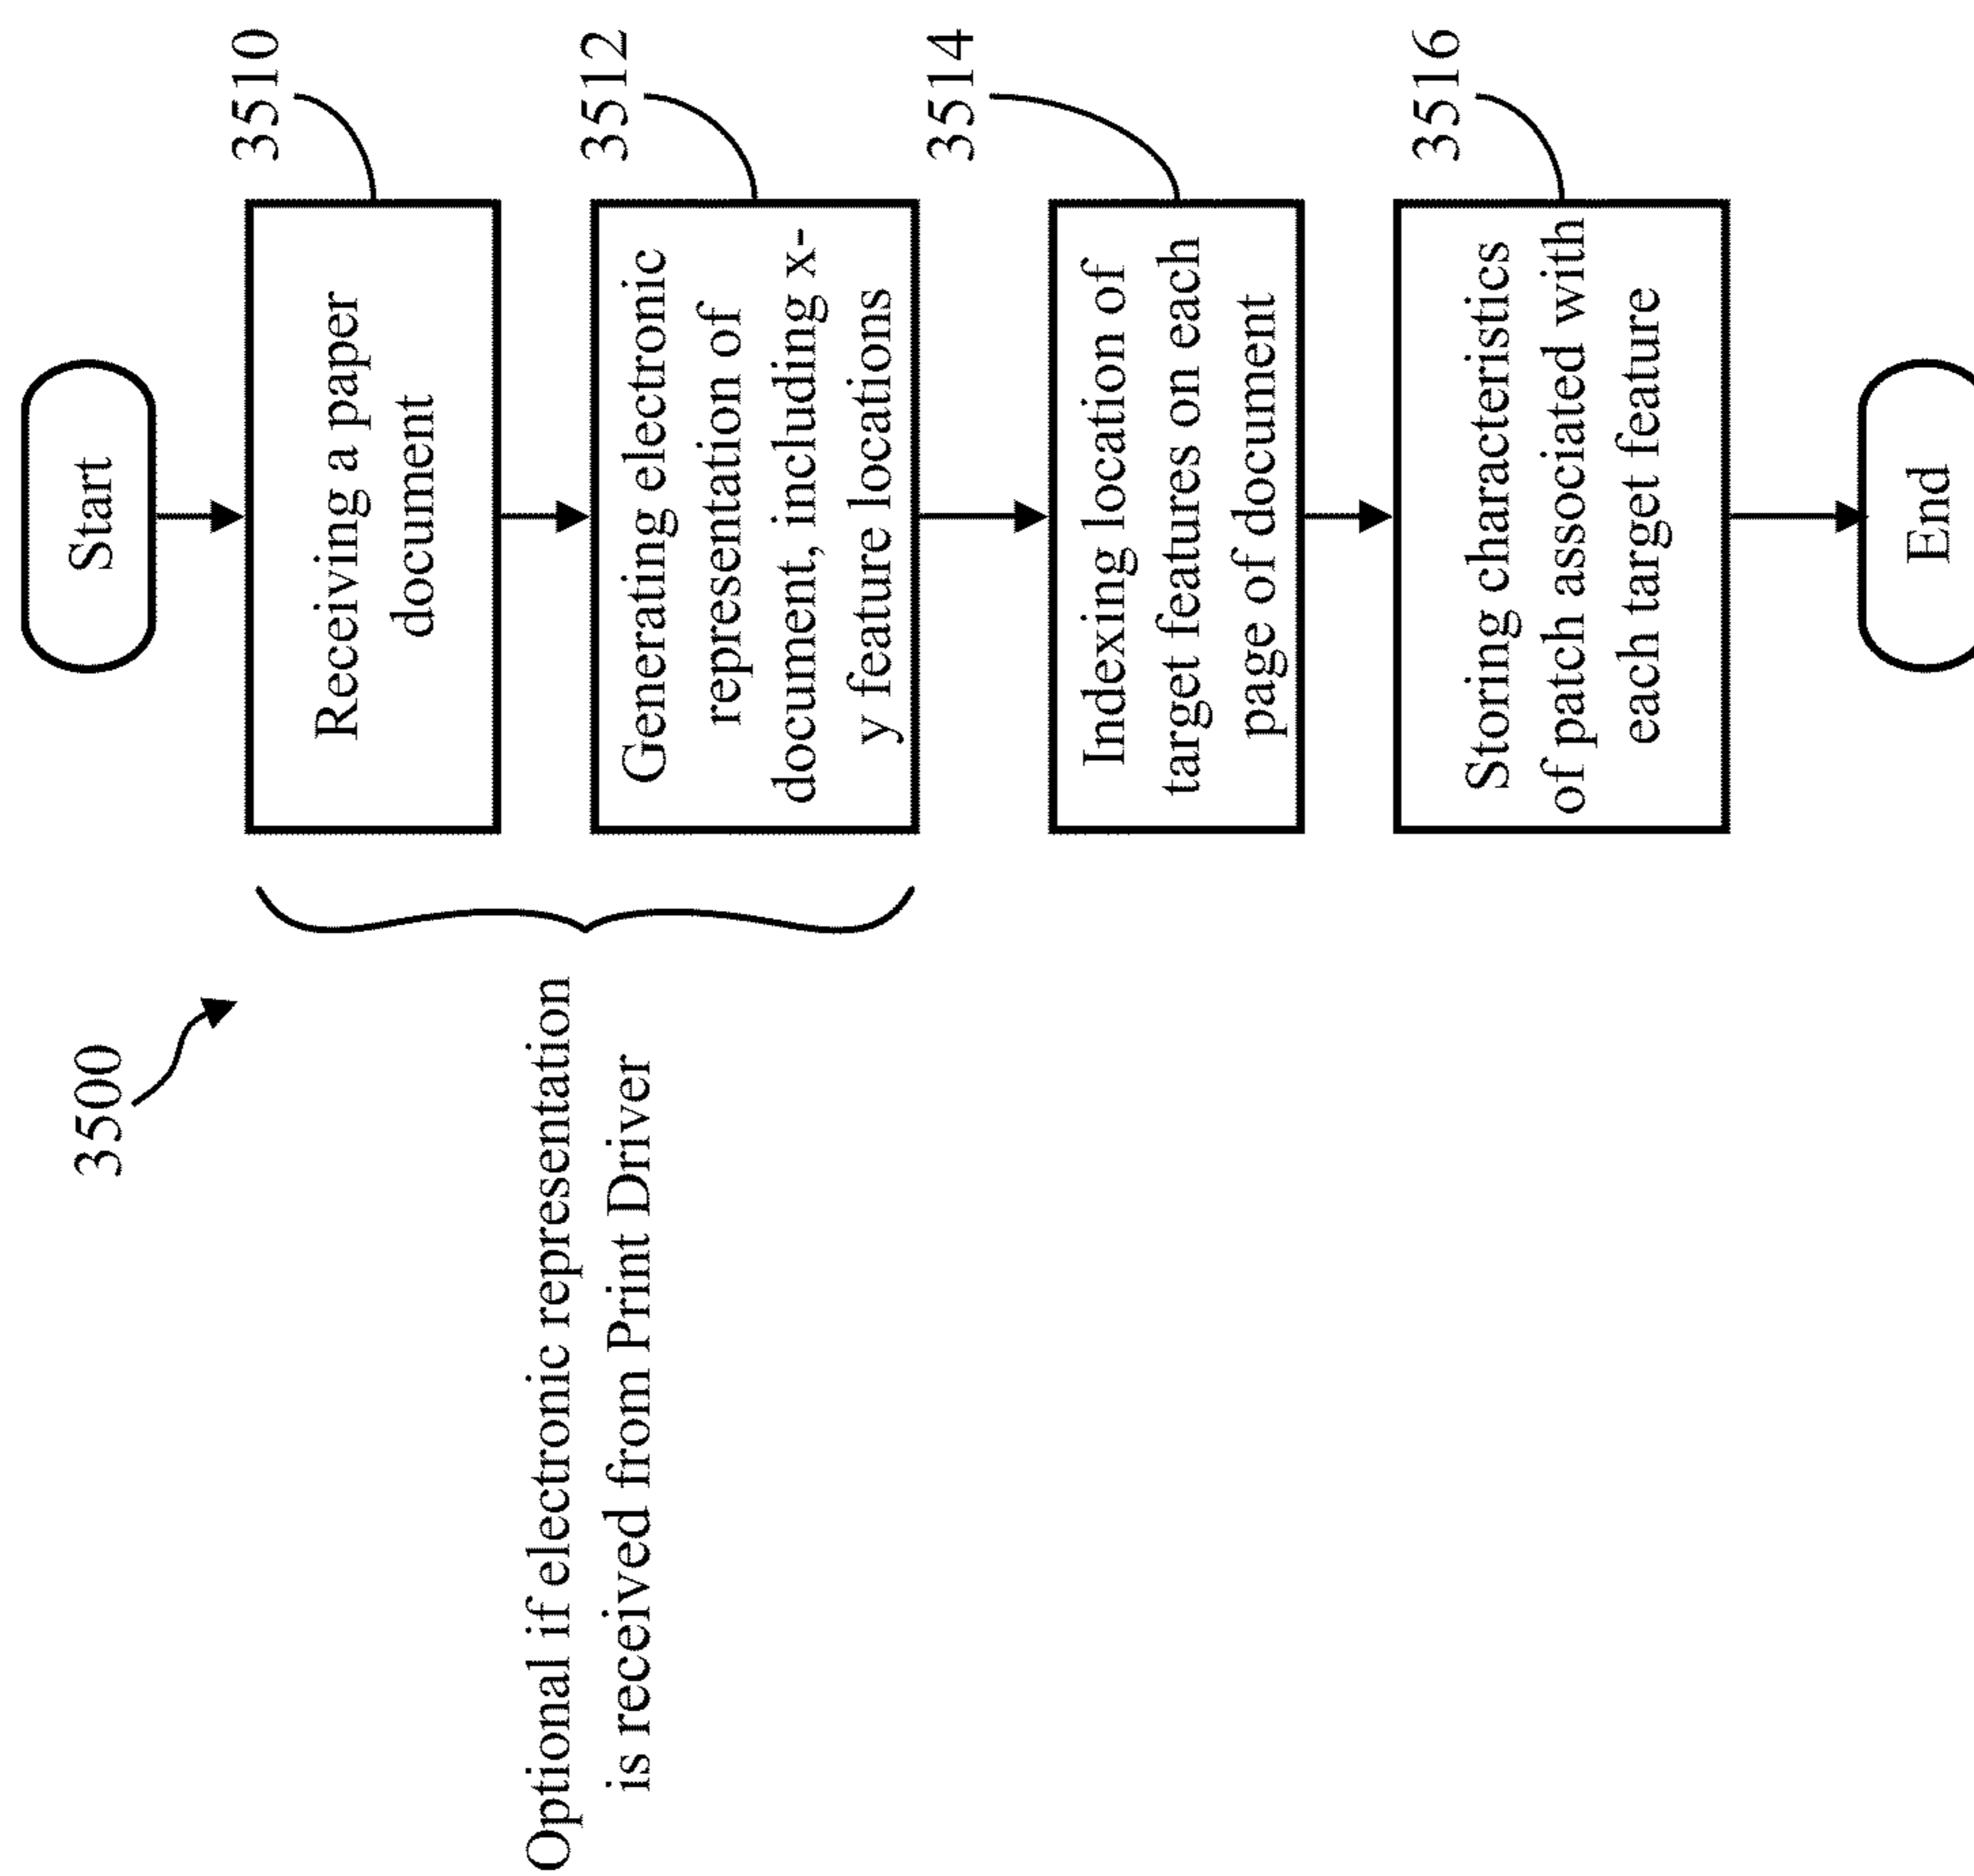 3500
Start
3510
Receiving a paper
document
3512
Generating electronic
representation of
document, including x-
y feature locations
Optional if electronic representation
is received from Print Driver
3514
Indexing location of
target features on each
page of document
3516
Storing characteristics
of patch associated with
each target feature
End